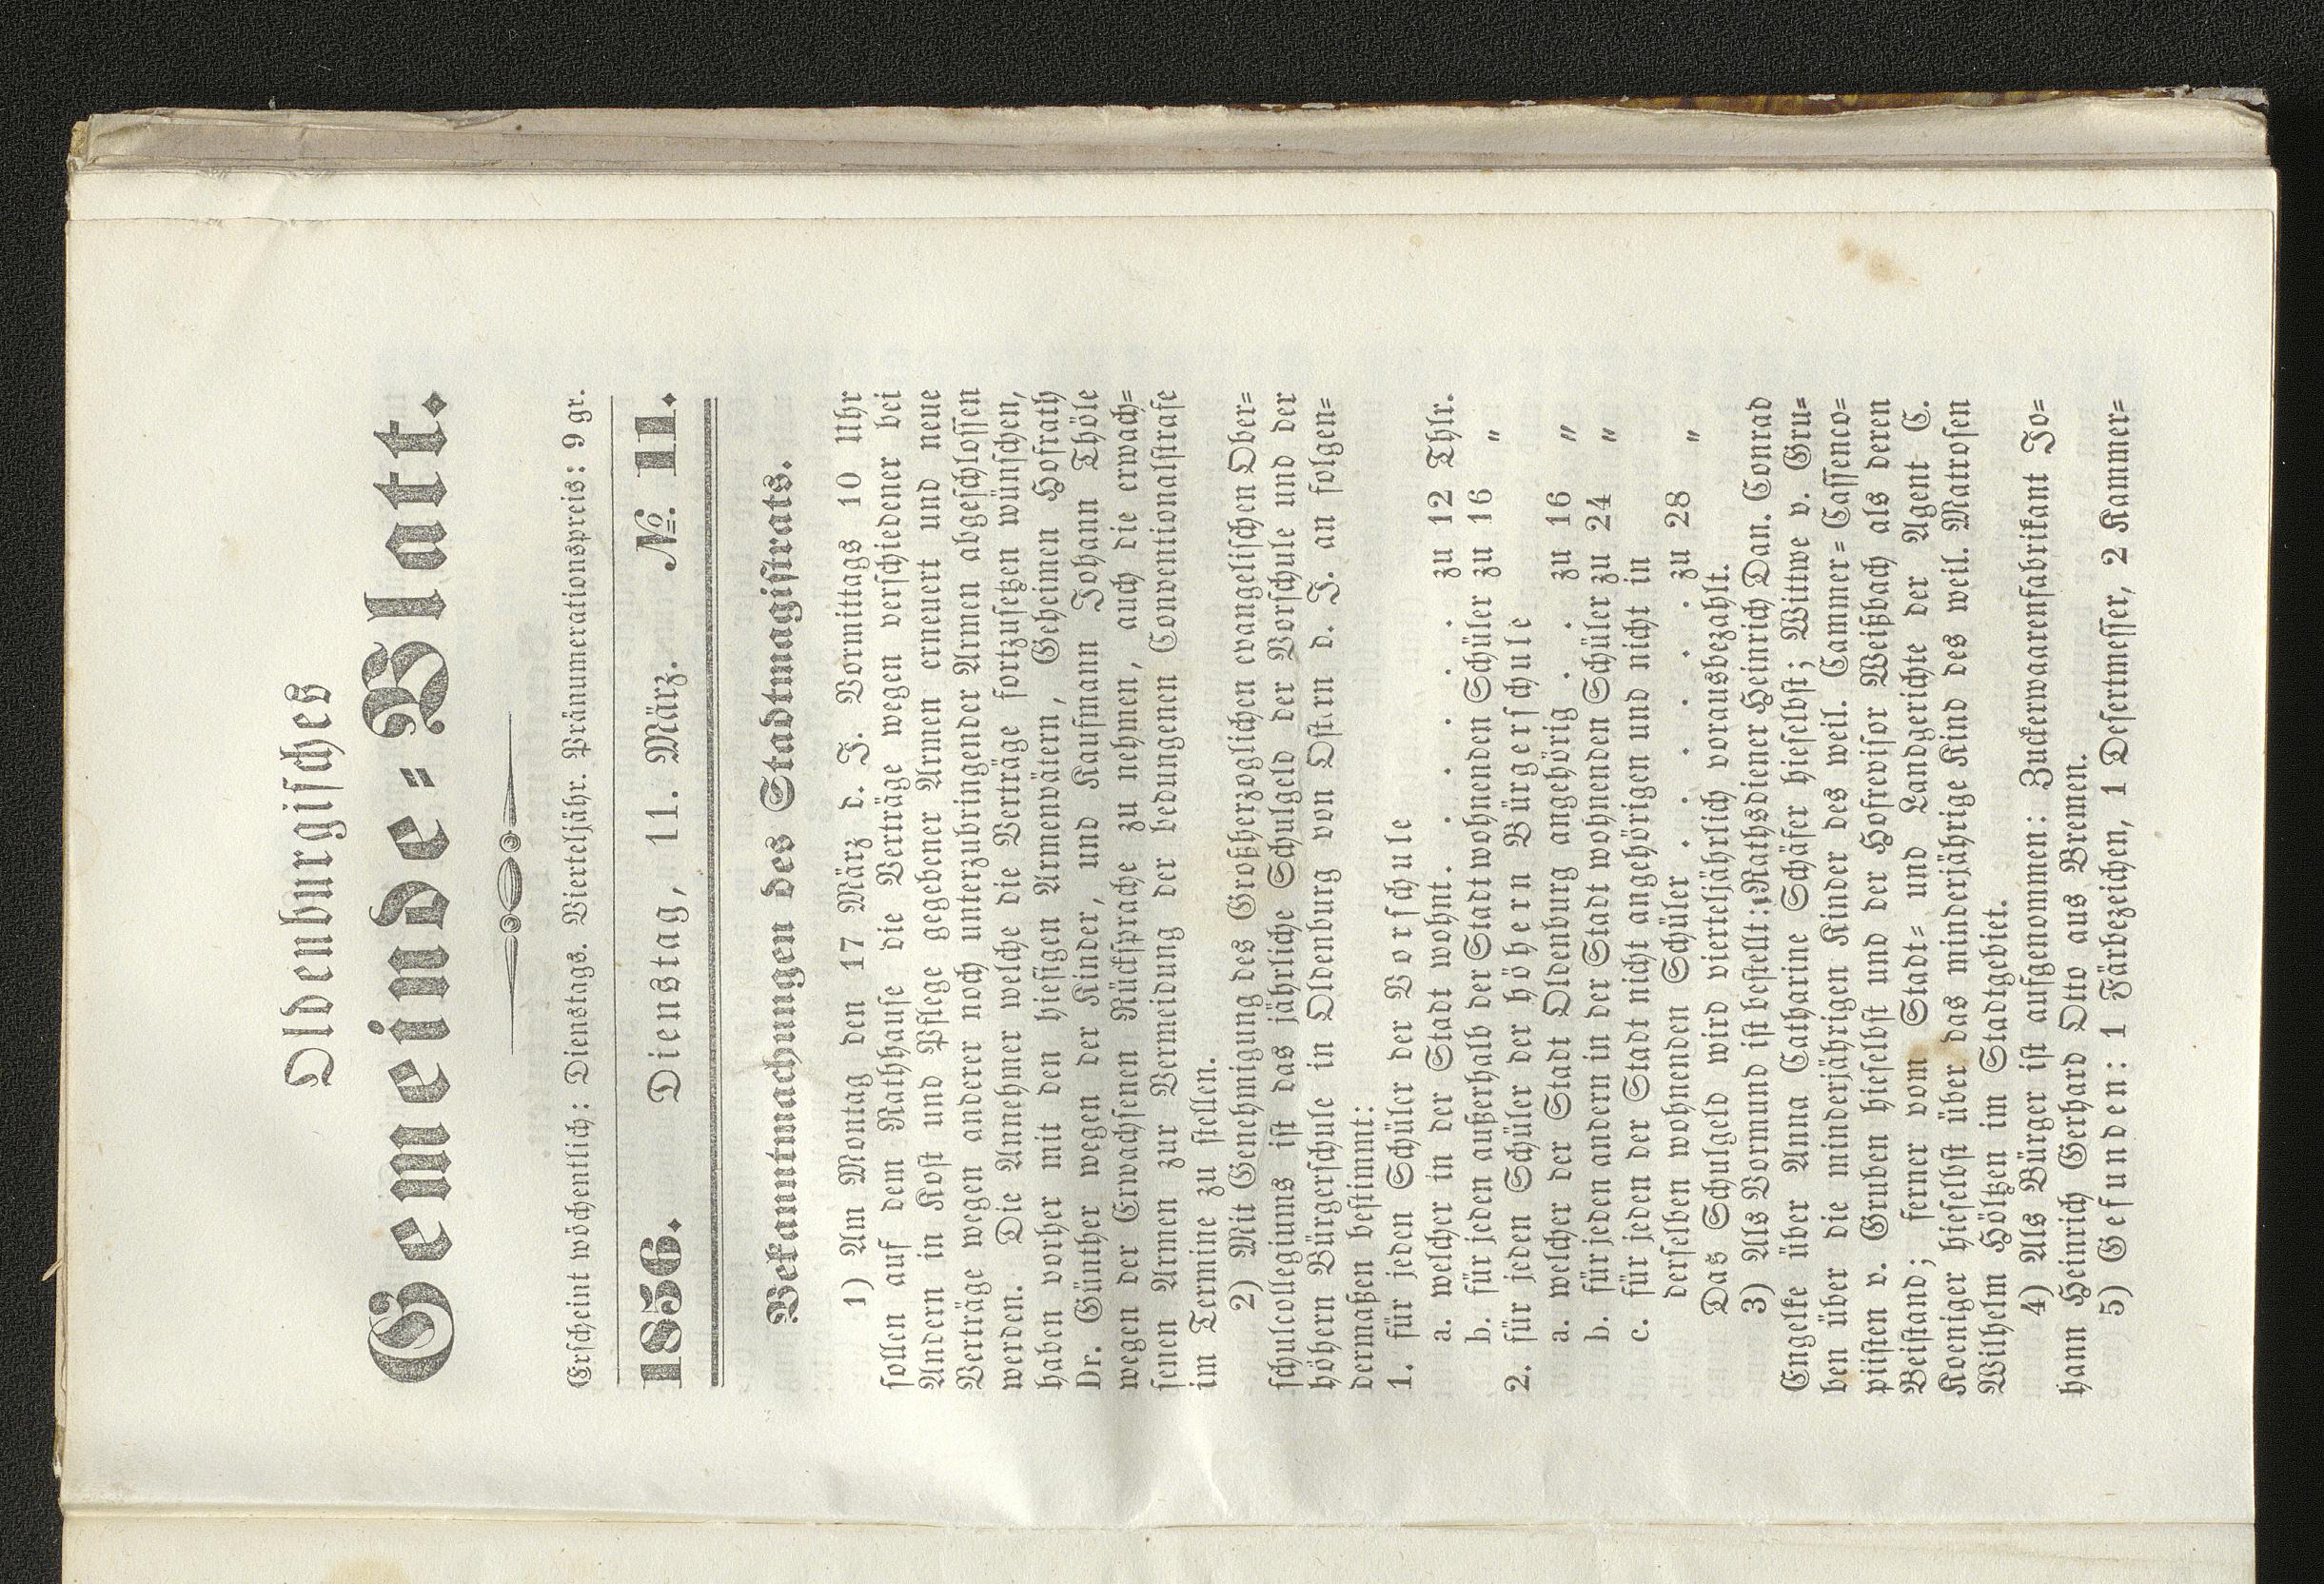 Oldenburgisches
Gemeinde-Blatt.
Erscheint wöchentlich: Dienstags. Vierteljähr. Pränumerationspreis: 9 gr.
1856. Dienstag, 11. März. №. 11.
Bekanntmachungen des Stadtmagistrats.
1) Am Montag den 17 März d. J. Vormittags 10 Uhr
sollen auf dem Rathhause die Verträge wegen verschiedener bei
Andern in Kost und Pflege gegebener Armen erneuert und neue
Verträge wegen anderer noch unterzubringender Armen abgeschlossen
werden. Die Annehmer welche die Verträge fortzusetzen wünschen,
haben vorher mit den hiesigen Armenvätern, Geheimen Hofrath
Dr. Günther wegen der Kinder, und Kaufmann Johann Thöle
wegen der Erwachsenen Rücksprache zu nehmen, auch die erwach-
senen Armen zur Vermeidung der bedungenen Conventionalstrafe
im Termine zu stellen.
2) Mit Genehmigung des Großherzoglichen evangelischen Ober-
schulcollegiums ist das jährliche Schulgeld der Vorschule und der
höhern Bürgerschule in Oldenburg von Ostern d. J. an folgen-
dermaßen bestimmt:
1. für jeden Schüler der Vorschule
a. welcher in der Stadt wohnt . . . . . zu 12 Thlr.
b. für jeden außerhalb der Stadt wohnenden Schüler zu 16 "
2. für jeden Schüler der höhern Bürgerschule
a. welcher der Stadt Oldenburg angehörig . . zu 16 "
b. für jeden andern in der Stadt wohnenden Schüler zu 24 "
c. für jeden der Stadt nicht angehörigen und nicht in
derselben wohnenden Schüler . . . . . . zu 28 "
Das Schulgeld wird vierteljährlich vorausbezahlt.
3) Als Vormund ist bestellt: Rathsdiener Heinrich Dan. Conrad
Engelke über Anna Catharine Schäfer hieselbst; Wittwe v. Gru-
ben über die minderjährigen Kinder des weil. Cammer-Cassenco-
piisten v. Gruben hieselbst und der Hofrevisor Weißbach als deren
Beistand; ferner vom Stadt- und Landgerichte der Agent C.
Koeniger hieselbst über das minderjährige Kind des weil. Matrosen
Wilhelm Höltzen im Stadtgebiet.
4) Als Bürger ist aufgenommen: Zuckerwaarenfabrikant Jo-
hann Heinrich Gerhard Otto aus Bremen.
5) Gefunden: 1 Färbezeichen, 1 Desertmesser, 2 Kammer-